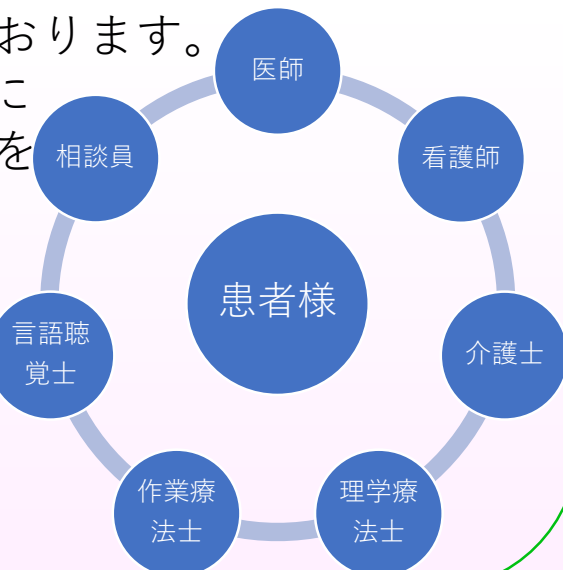 おります。
に
を
医師
看護師
介護士
理学療
法士
作業療
法士
言語聴
覚士
相談員
患者様